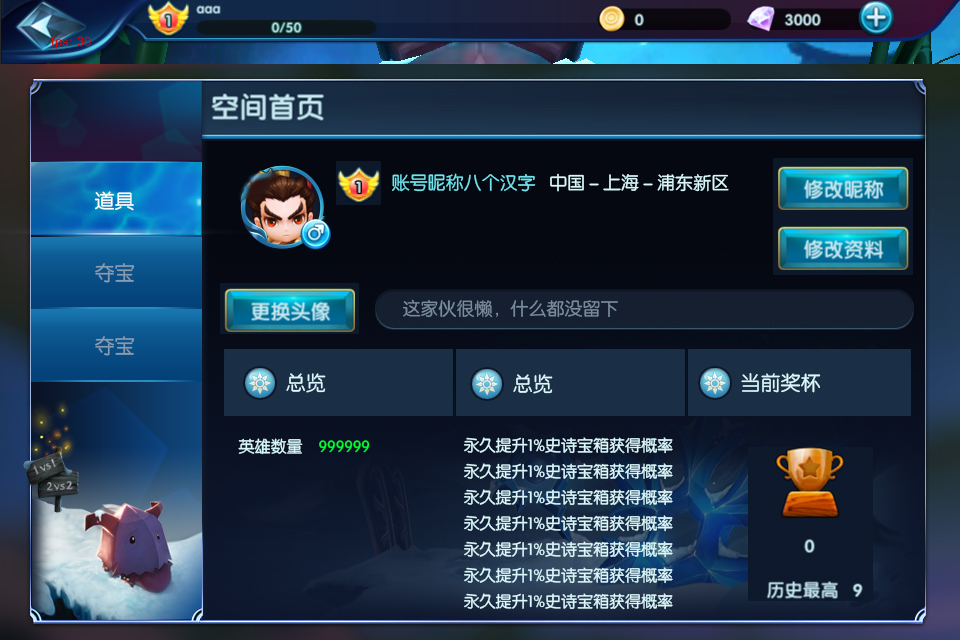 1
aaa
0/50
0
3000
空间首页
道具
夺宝
夺宝
1vs1
2vs2
1
账号昵称八个汉字 中国–上海–浦东新区
修改昵称
修改资料
更换头像
这家伙很懒，什么都没留下
总览
总览
当前奖杯
英雄数量 999999
永久提升1%史诗宝箱获得概率
永久提升1%史诗宝箱获得概率
永久提升1%史诗宝箱获得概率
永久提升1%史诗宝箱获得概率
永久提升1%史诗宝箱获得概率
永久提升1%史诗宝箱获得概率
永久提升1%史诗宝箱获得概率
0
历史最高 9